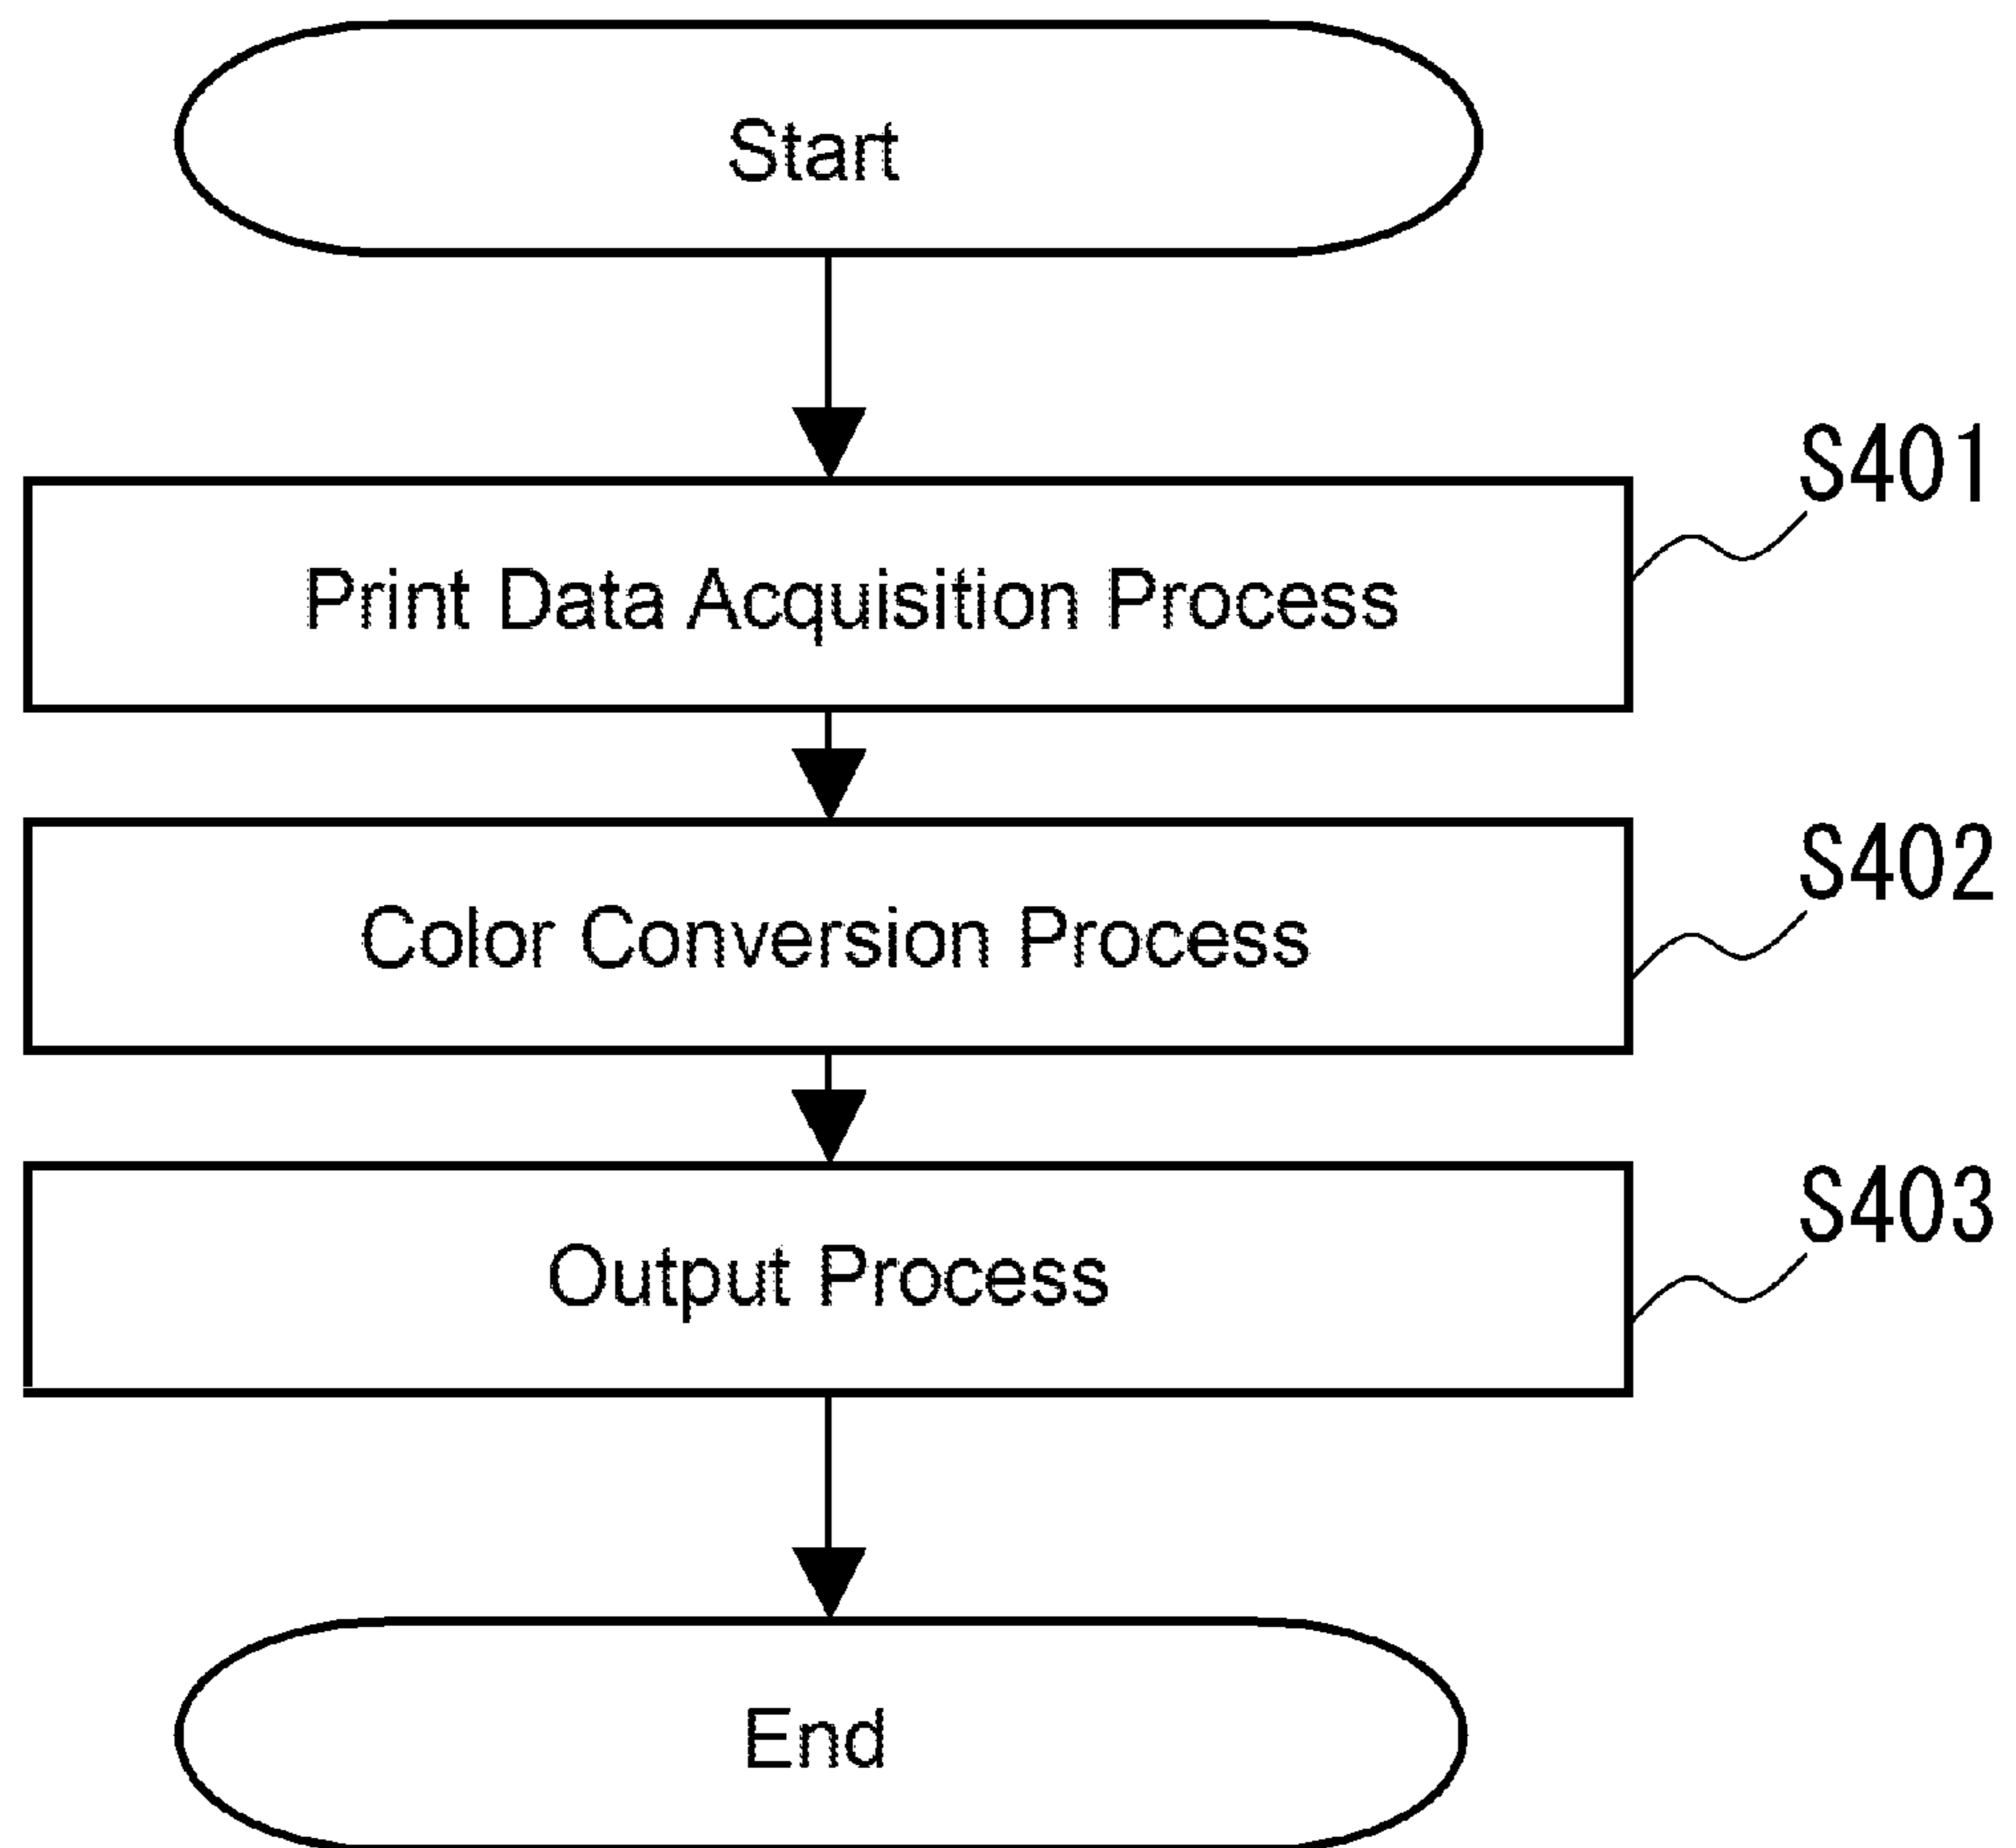 Start
S401
Print Data Acquisition Process
S402
Color Conversion Process
S403
Output Process
End